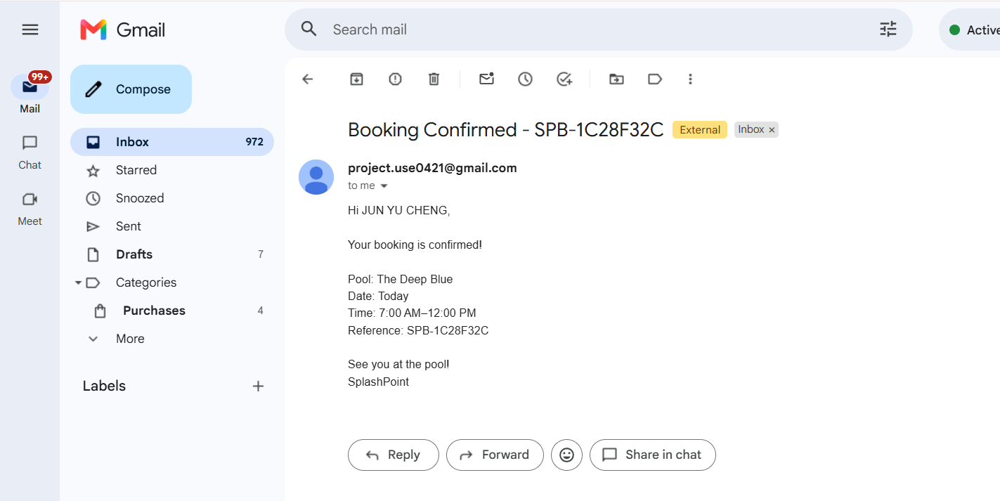 Gmail
Search mail
Active
99+
Mail
Chat
Meet
Compose
Inbox 972
Starred
Snoozed
Sent
Drafts 7
Categories
Purchases 4
More
Labels
Booking Confirmed - SPB-1C28F32C External Inbox ×
project.use0421@gmail.com
to me
Hi JUN YU CHENG,
Your booking is confirmed!
Pool: The Deep Blue
Date: Today
Time: 7:00 AM–12:00 PM
Reference: SPB-1C28F32C
See you at the pool!
SplashPoint
Reply
Forward
Share in chat